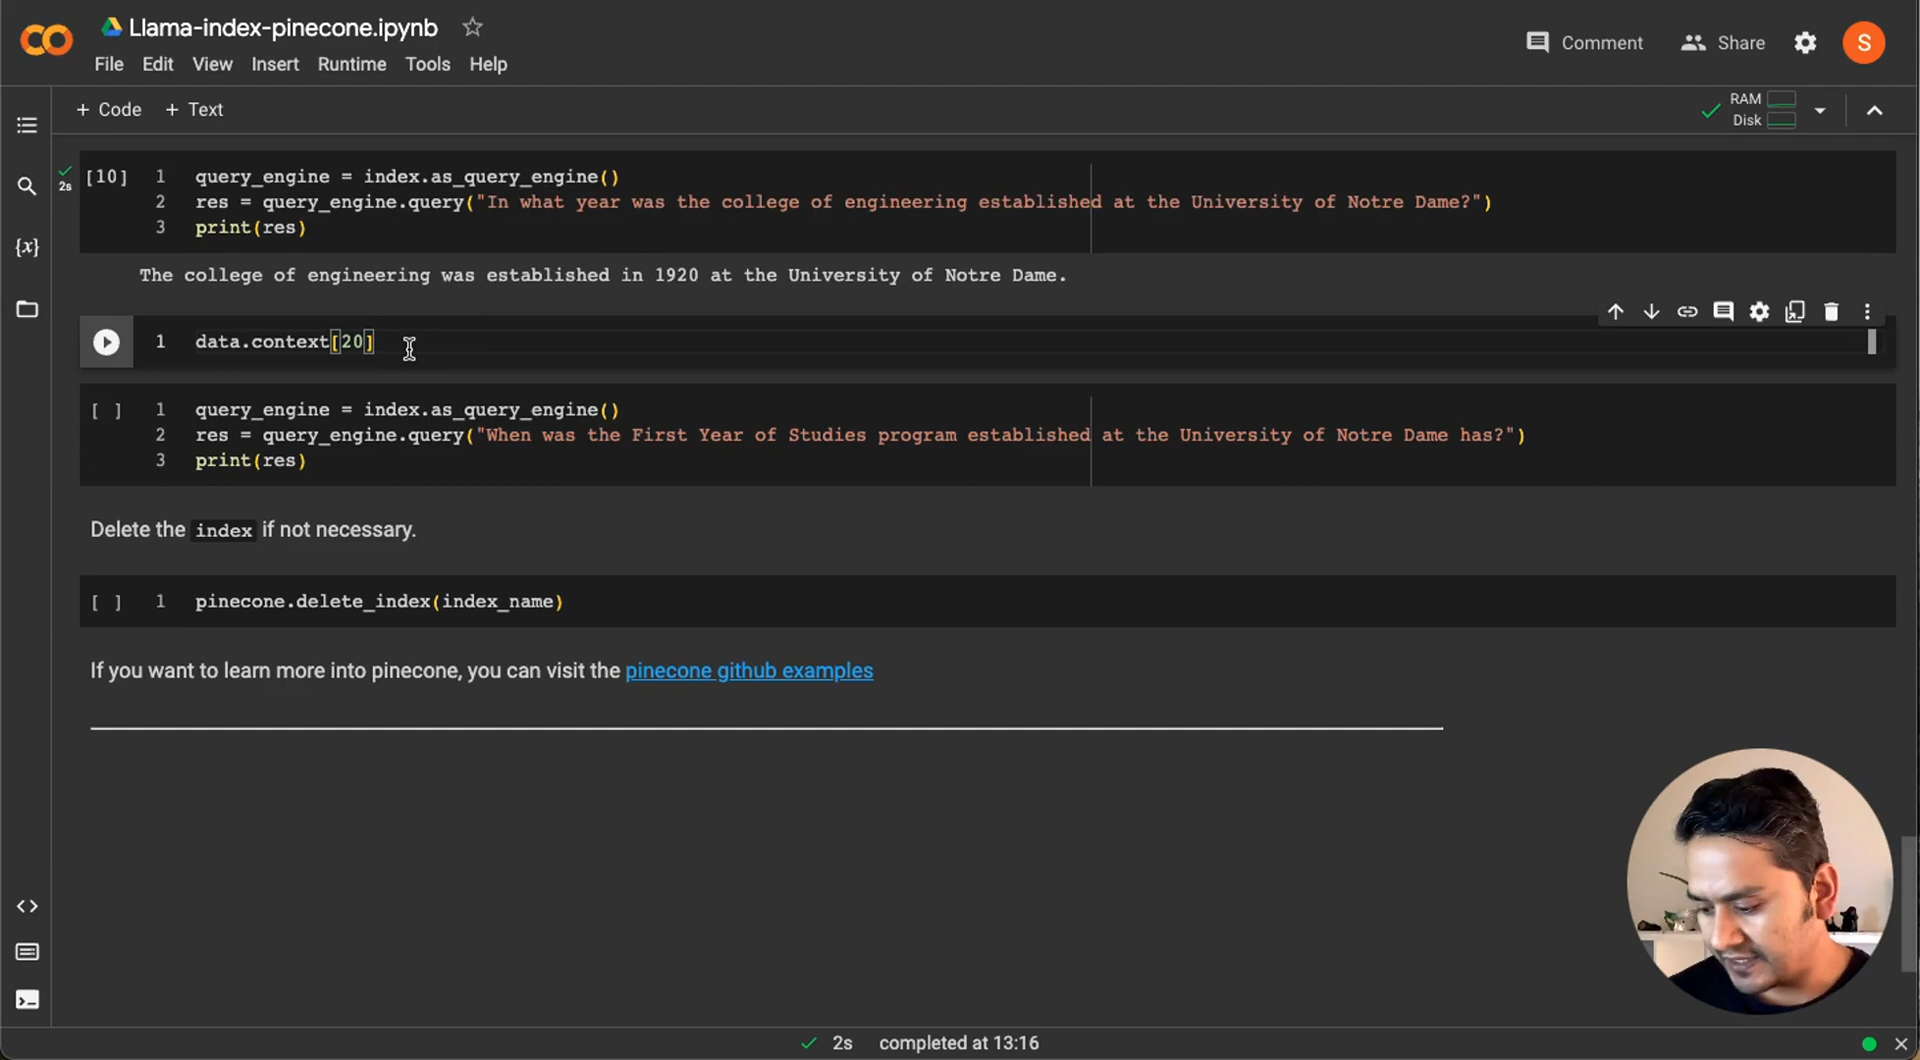 Llama-index-pinecone.ipynb
Comment
Share
S
File Edit View Insert Runtime Tools Help
+ Code + Text
RAM
Disk
2s
[10] 1 query_engine = index.as_query_engine()
2 res = query_engine.query("In what year was the college of engineering established at the University of Notre Dame?")
3 print(res)
{x}
The college of engineering was established in 1920 at the University of Notre Dame.
1 data.context[20]
[ ] 1 query_engine = index.as_query_engine()
2 res = query_engine.query("When was the First Year of Studies program established at the University of Notre Dame has?")
3 print(res)
Delete the index if not necessary.
[ ] 1 pinecone.delete_index(index_name)
If you want to learn more into pinecone, you can visit the pinecone github examples
2s completed at 13:16